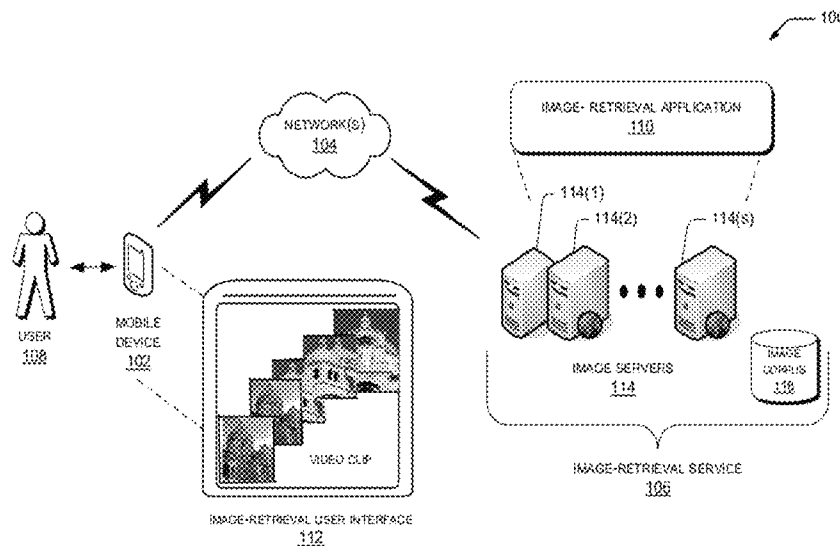 100
NETWORK(S)
104
IMAGE- RETRIEVAL APPLICATION
110
114(1)
114(2)
114(s)
USER
108
MOBILE
DEVICE
102
VIDEO CLIP
IMAGE SERVERS
114
IMAGE
CORPUS
IMAGE-RETRIEVAL SERVICE
106
IMAGE-RETRIEVAL USER INTERFACE
112